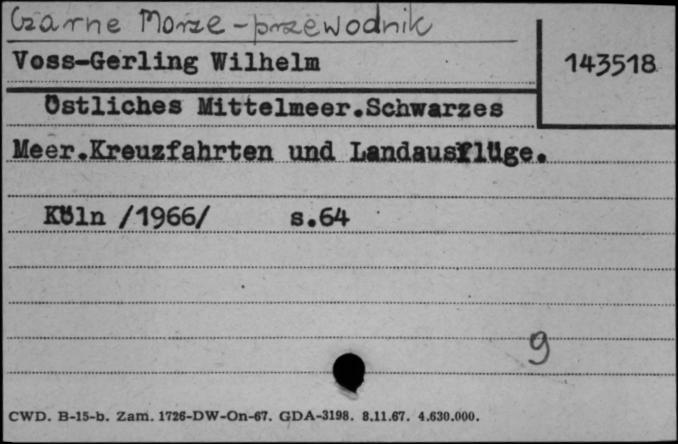 Czarne Morze - przewodnik
Voss-Gerling Wilhelm
143518
Östliches Mittelmeer.Schwarzes
Meer.Kreuzfahrten und Landausflüge.
Köln /1966/ s.64
9
CWD. B-15-b. Zam. 1726-DW-On-67. GDA-3198. 8.11.67. 4.630.000.